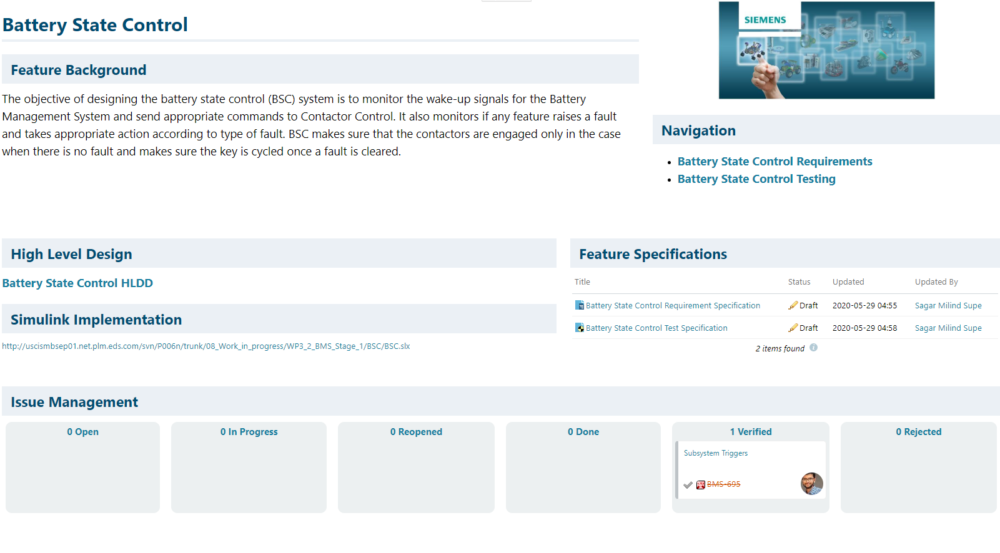 Battery State Control
SIEMENS
Feature Background
The objective of designing the battery state control (BSC) system is to monitor the wake-up signals for the Battery
Management System and send appropriate commands to Contactor Control. It also monitors if any feature raises a fault
and takes appropriate action according to type of fault. BSC makes sure that the contactors are engaged only in the case
when there is no fault and makes sure the key is cycled once a fault is cleared.
Navigation
• Battery State Control Requirements
• Battery State Control Testing
High Level Design
Battery State Control HLDD
Simulink Implementation
http://uscismbsep01.net.plm.eds.com/svn/P006n/trunk/08_Work_in_progress/WP3_2_BMS_Stage_1/BSC/BSC.slx
Feature Specifications
Title Status Updated Updated By
Battery State Control Requirement Specification Draft 2020-05-29 04:55 Sagar Milind Supe
Battery State Control Test Specification Draft 2020-05-29 04:58 Sagar Milind Supe
2 items found
Issue Management
0 Open 0 In Progress 0 Reopened 0 Done 1 Verified 0 Rejected
Subsystem Triggers
BMS-695